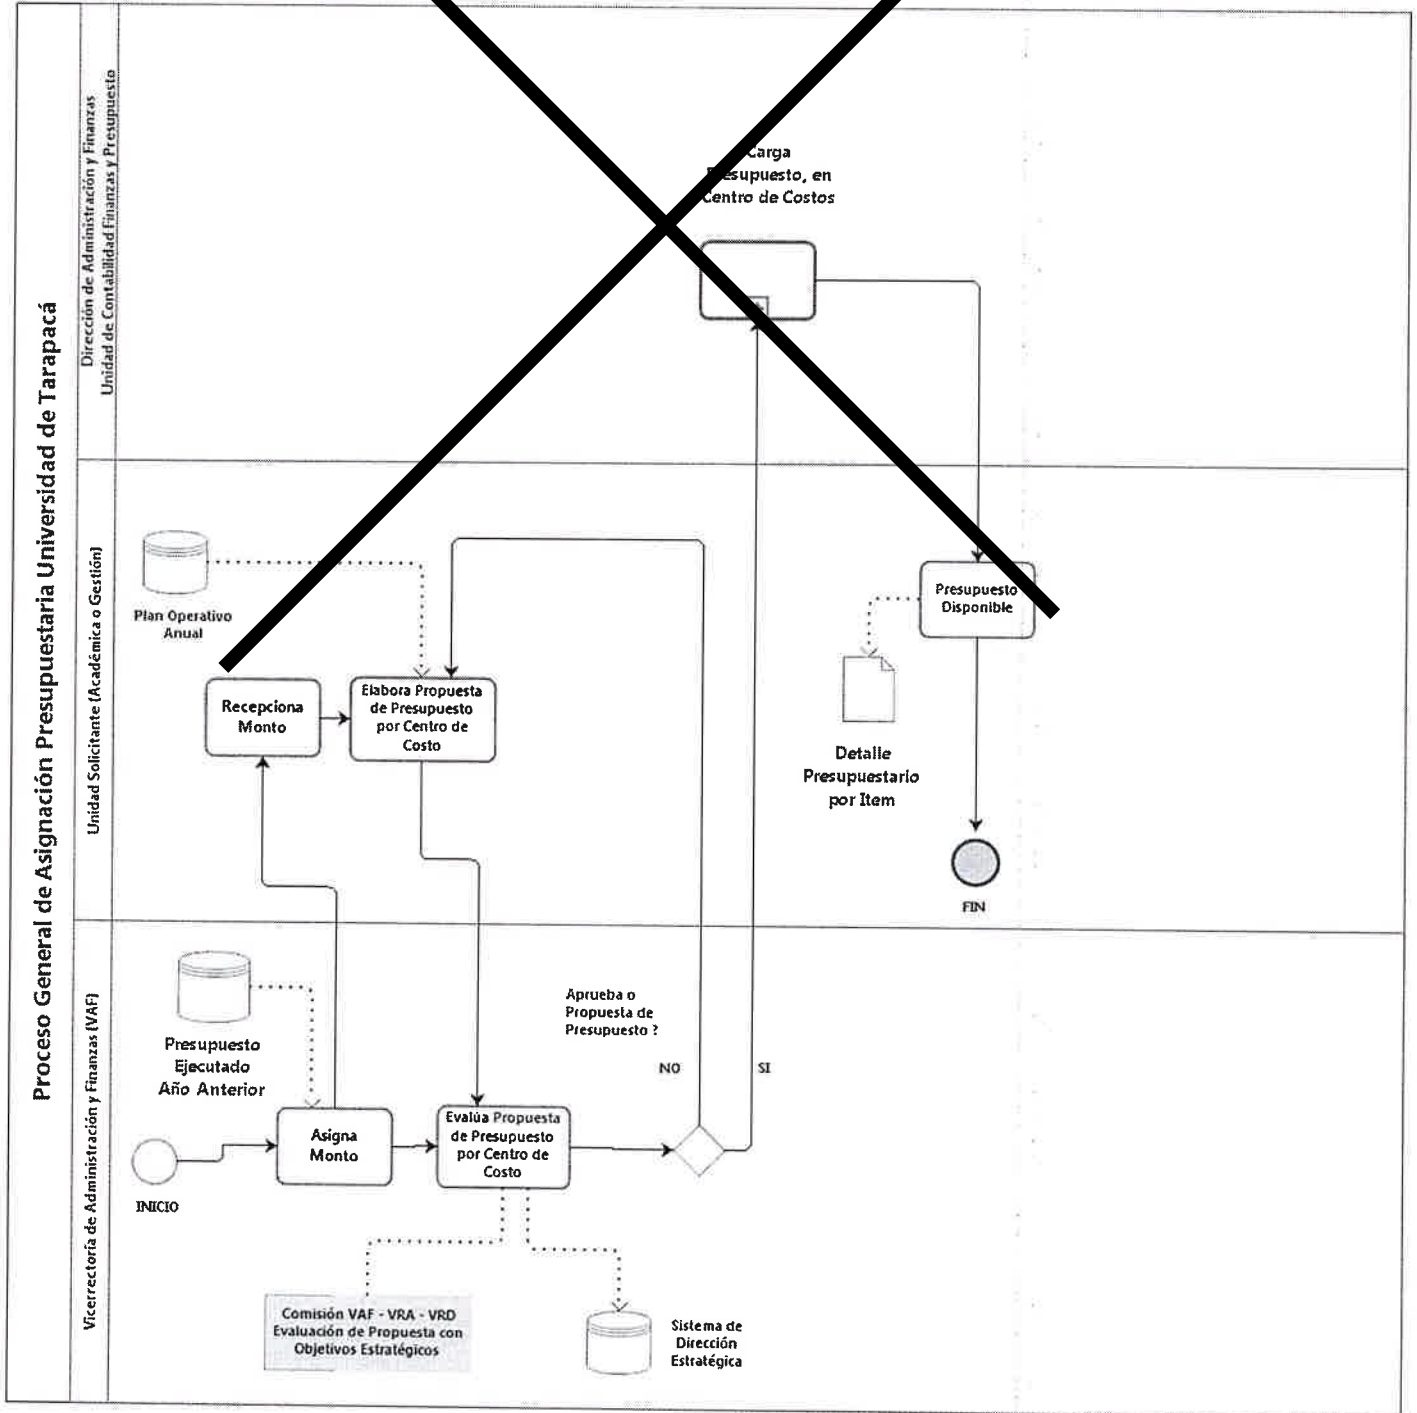 Proceso General de Asignación Presupuestaria Universidad de Tarapacá
Dirección de Administración y Finanzas
Unidad de Contabilidad Finanzas y Presupuesto
Carga
Presupuesto, en
Centro de Costos
Unidad Solicitante (Académica o Gestión)
Plan Operativo
Anual
Recepciona
Monto
Elabora Propuesta
de Presupuesto
por Centro de
Costo
Presupuesto
Disponible
Detalle
Presupuestario
por Item
FIN
Vicerrectoría de Administración y Finanzas (VAF)
Presupuesto
Ejecutado
Año Anterior
Aprueba o
Propuesta de
Presupuesto ?
NO
SI
INICIO
Asigna
Monto
Evalúa Propuesta
de Presupuesto
por Centro de
Costo
Comisión VAF - VRA - VRD
Evaluación de Propuesta con
Objetivos Estratégicos
Sistema de
Dirección
Estratégica